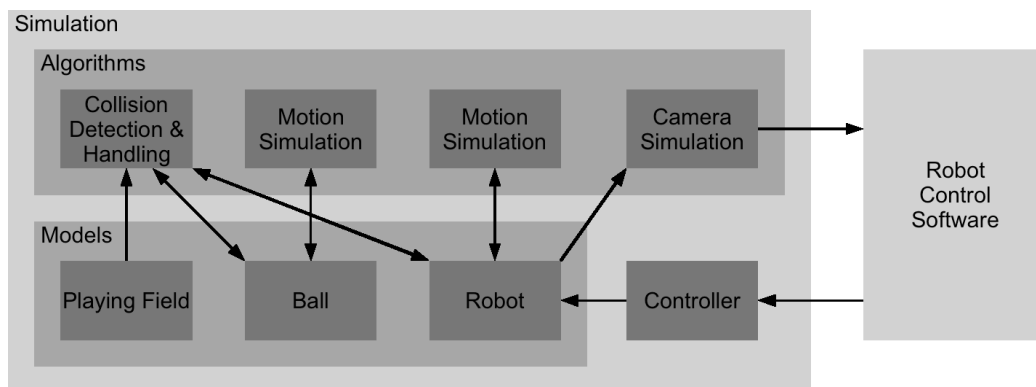 Simulation
Algorithms
Collision
Detection &
Handling
Motion
Simulation
Motion
Simulation
Camera
Simulation
Robot
Control
Software
Models
Playing Field
Ball
Robot
Controller